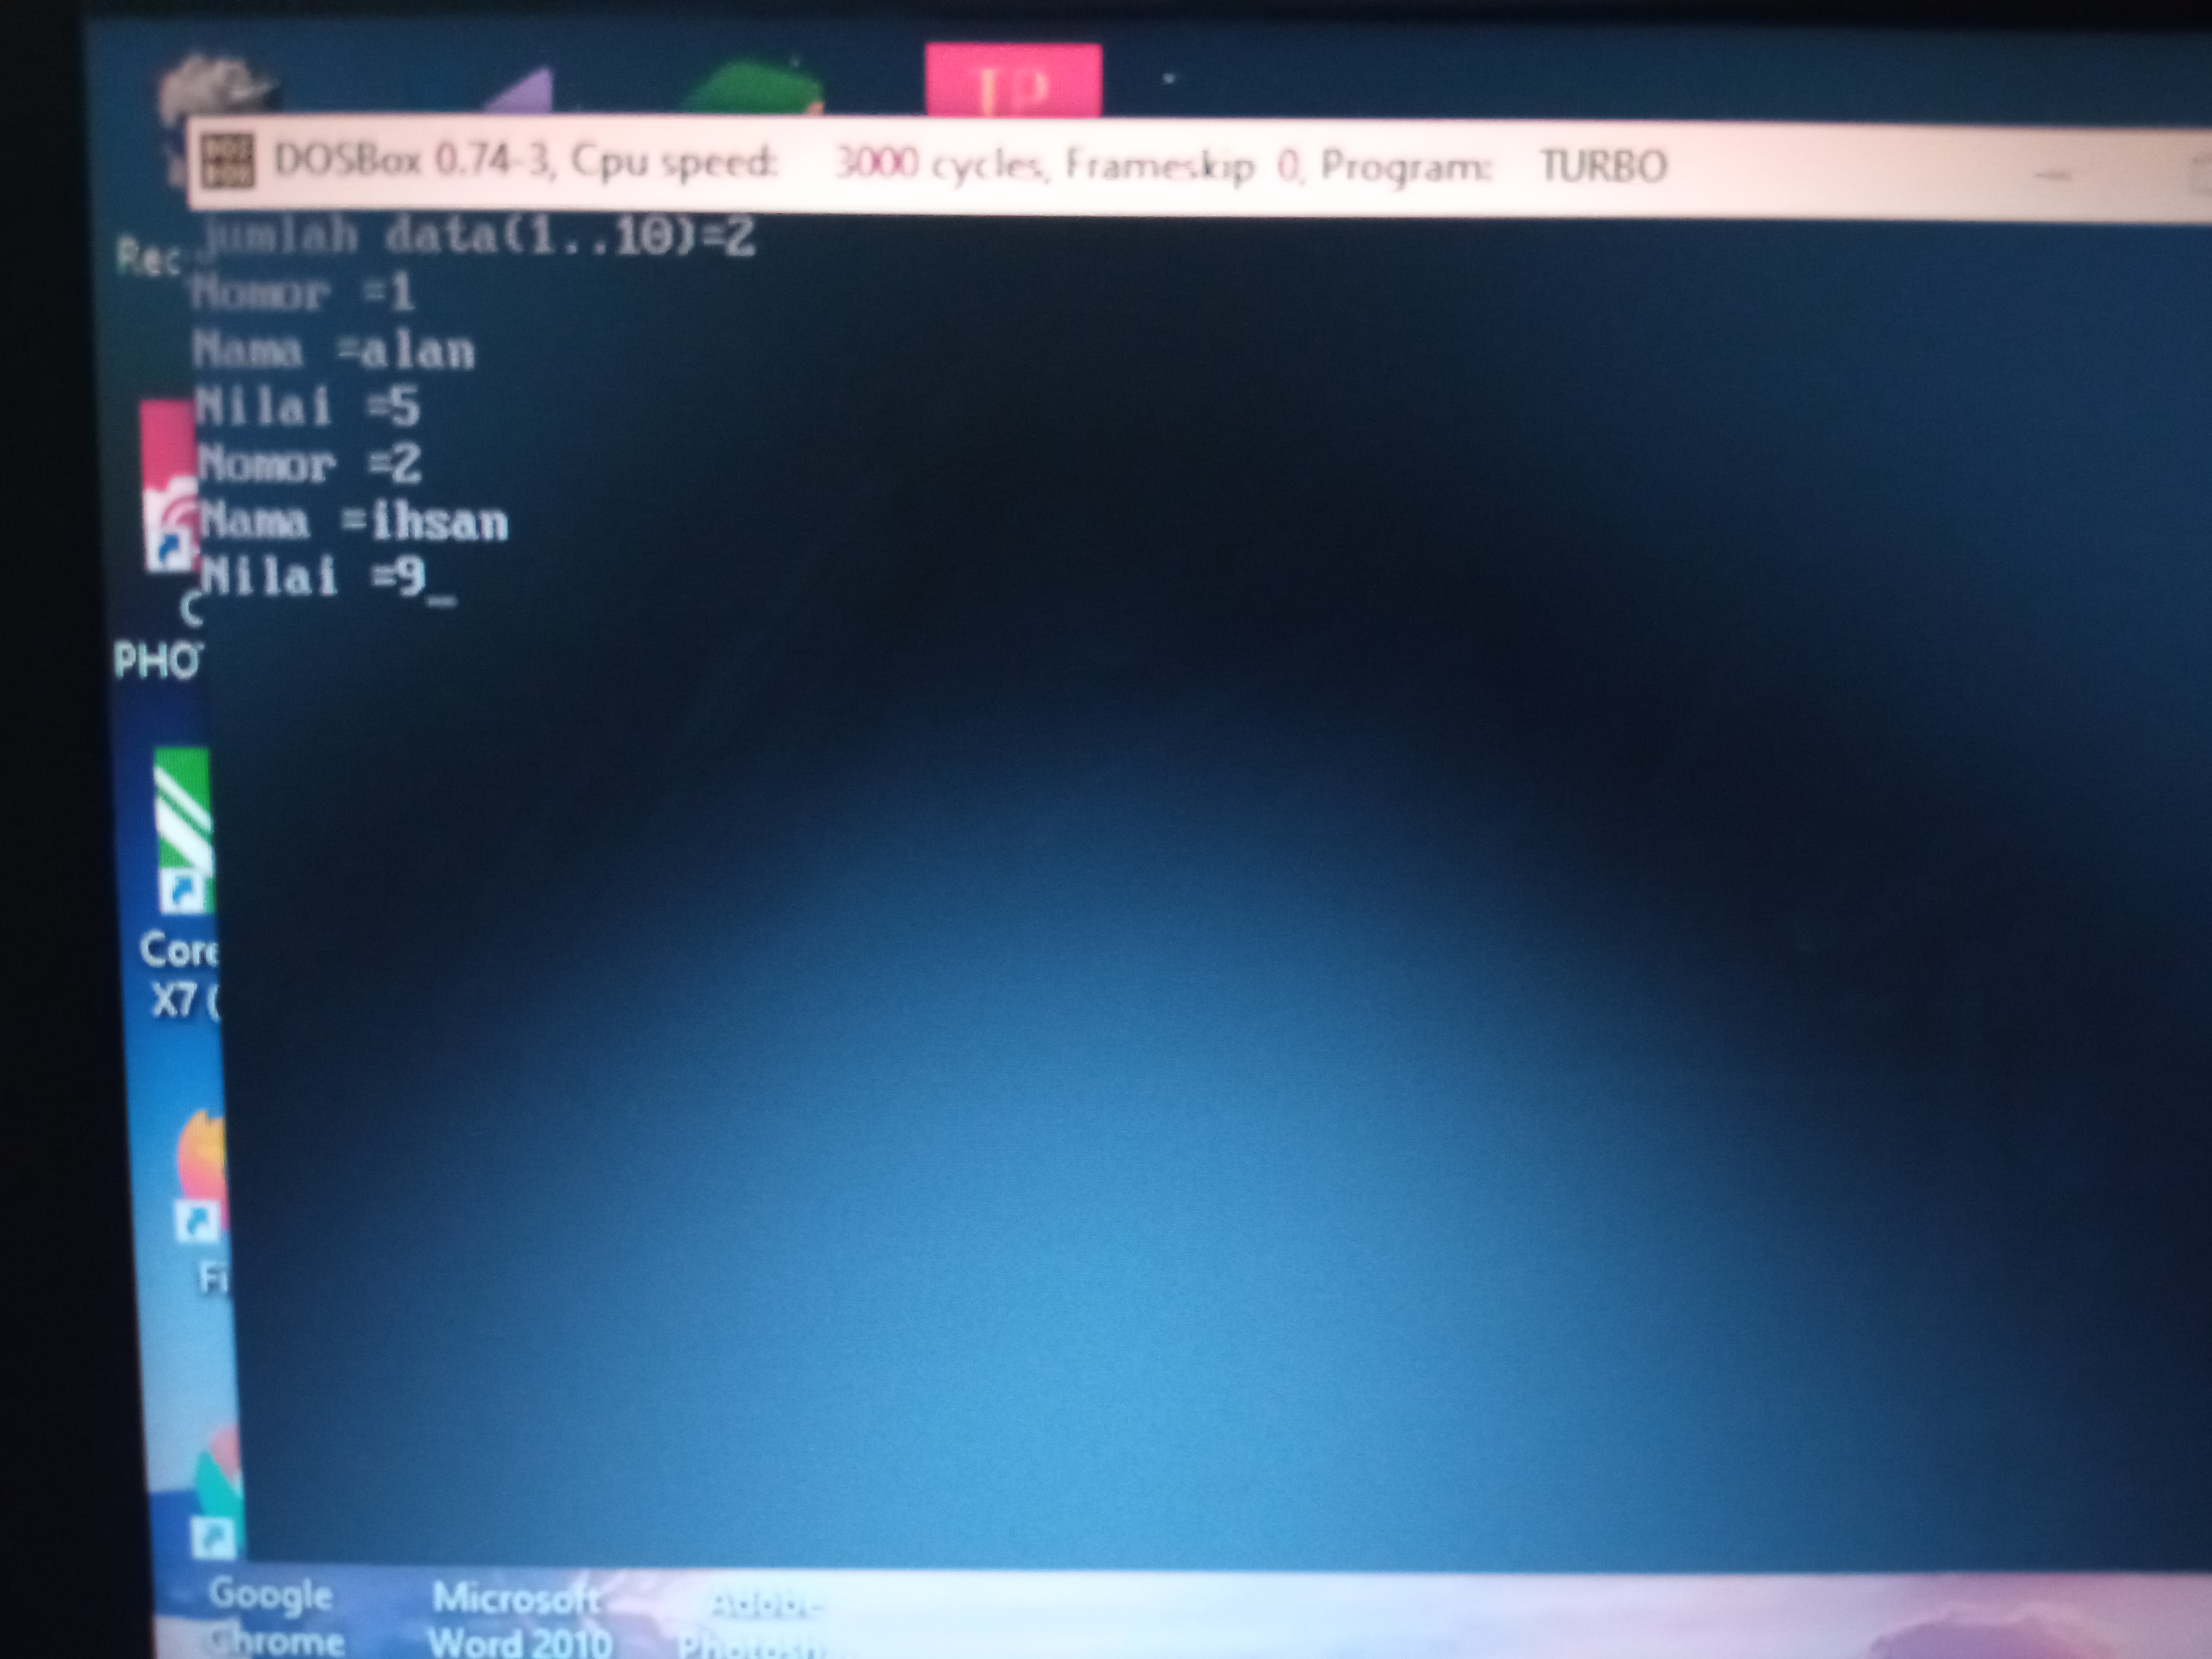 TP
DOSBox 0.74-3, Cpu speed: 3000 cycles, Frameskip 0, Program: TURBO
jumlah data(1..10)=2
Nomor =1
Nama =alan
Nilai =5
Nomor =2
Nama =ihsan
Nilai =9_
Rec
C
PHOT
Core
X7 (
Fi
Google
Chrome
Microsoft
Word 2010
Adobe
Photosh